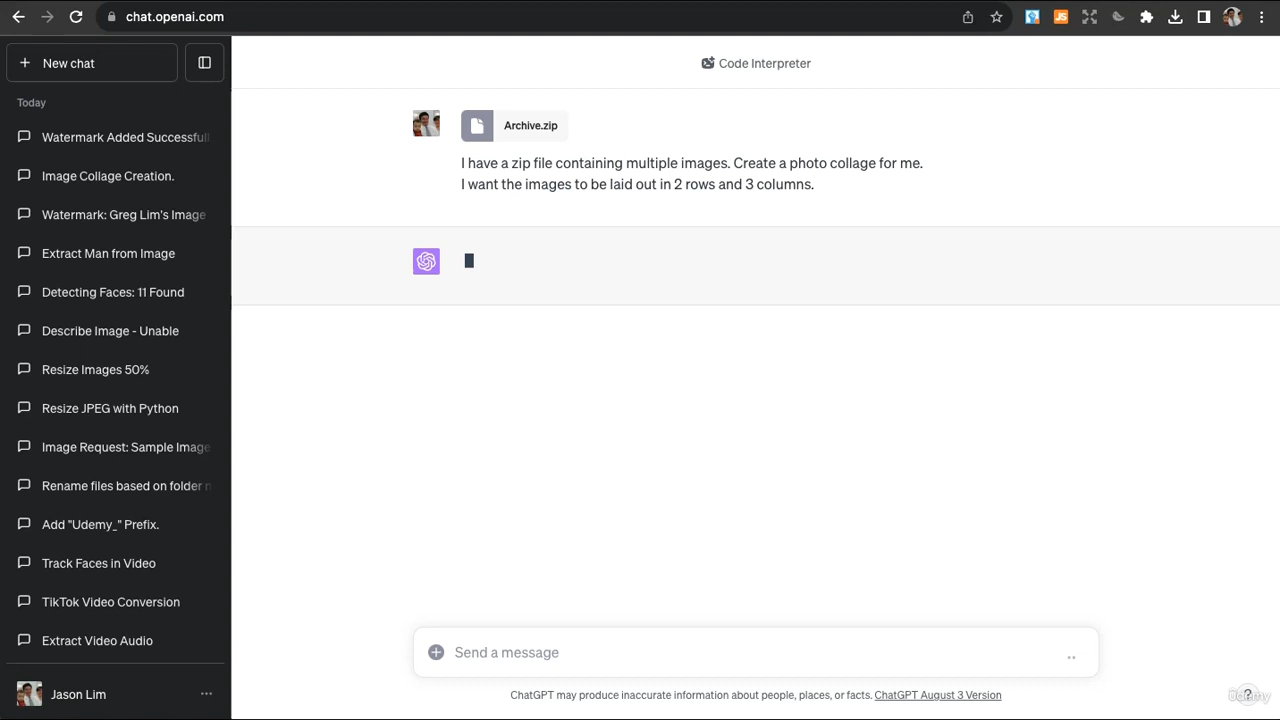 chat.openai.com
New chat
Today
Watermark Added Successfull
Image Collage Creation.
Watermark: Greg Lim's Image
Extract Man from Image
Detecting Faces: 11 Found
Describe Image - Unable
Resize Images 50%
Resize JPEG with Python
Image Request: Sample Image
Rename files based on folder n
Add "Udemy_" Prefix.
Track Faces in Video
TikTok Video Conversion
Extract Video Audio
Jason Lim
Code Interpreter
Archive.zip
I have a zip file containing multiple images. Create a photo collage for me.
I want the images to be laid out in 2 rows and 3 columns.
Send a message
ChatGPT may produce inaccurate information about people, places, or facts. ChatGPT August 3 Version
?
JS
ûdemy